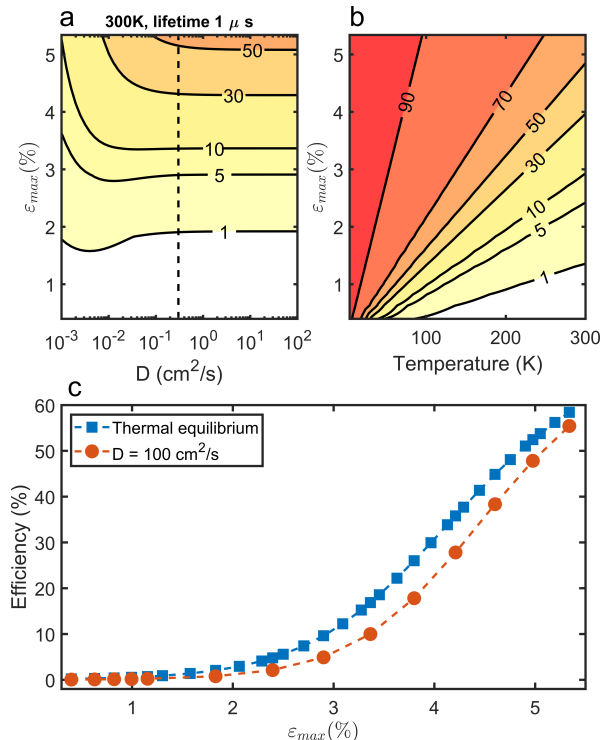 a
300K, lifetime 1 μ s
5
4
3
2
1
ε_max(%)
50
30
10
5
1
10^-3 10^-2 10^-1 10^0 10^1 10^2
D (cm²/s)
b
5
4
3
2
1
ε_max(%)
90
70
50
30
10
5
1
100 200 300
Temperature (K)
c
60
50
40
30
20
10
0
Efficiency (%)
Thermal equilibrium
D = 100 cm²/s
1 2 3 4 5
ε_max(%)